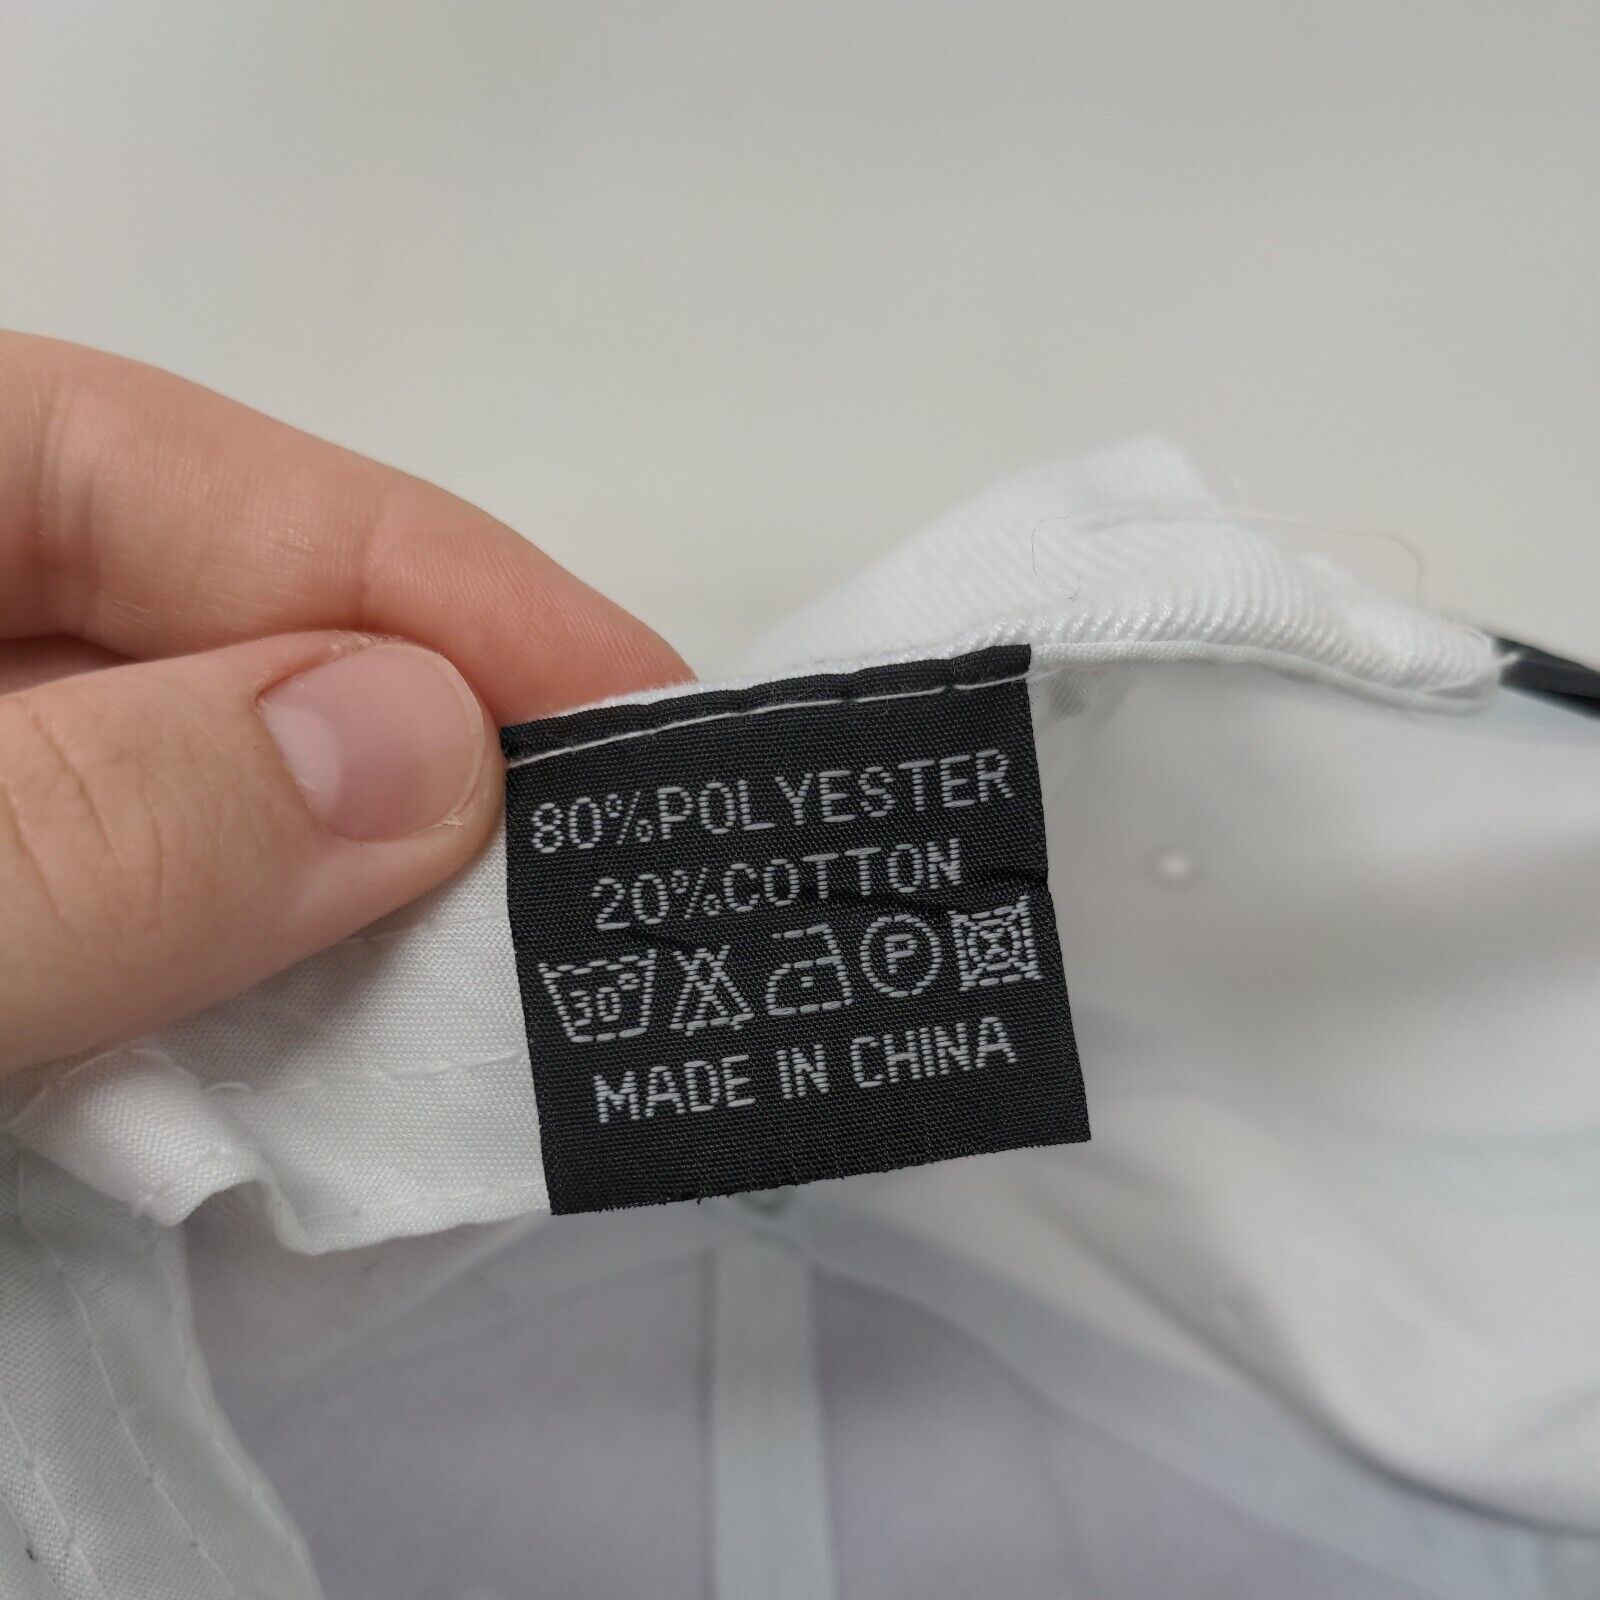 80%POLYESTER
20%COTTON
30° P
MADE IN CHINA